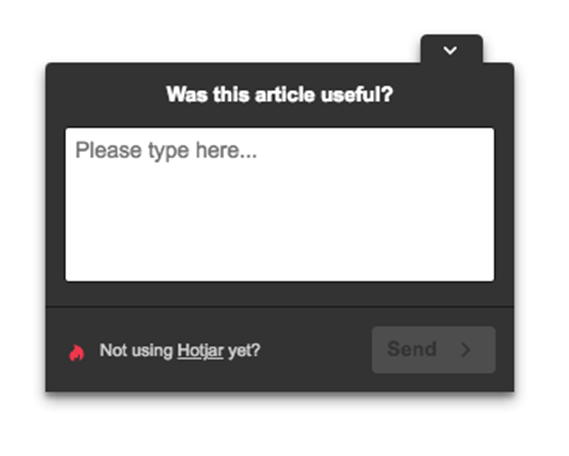 Was this article useful?
Please type here...
Not using Hotjar yet?
Send